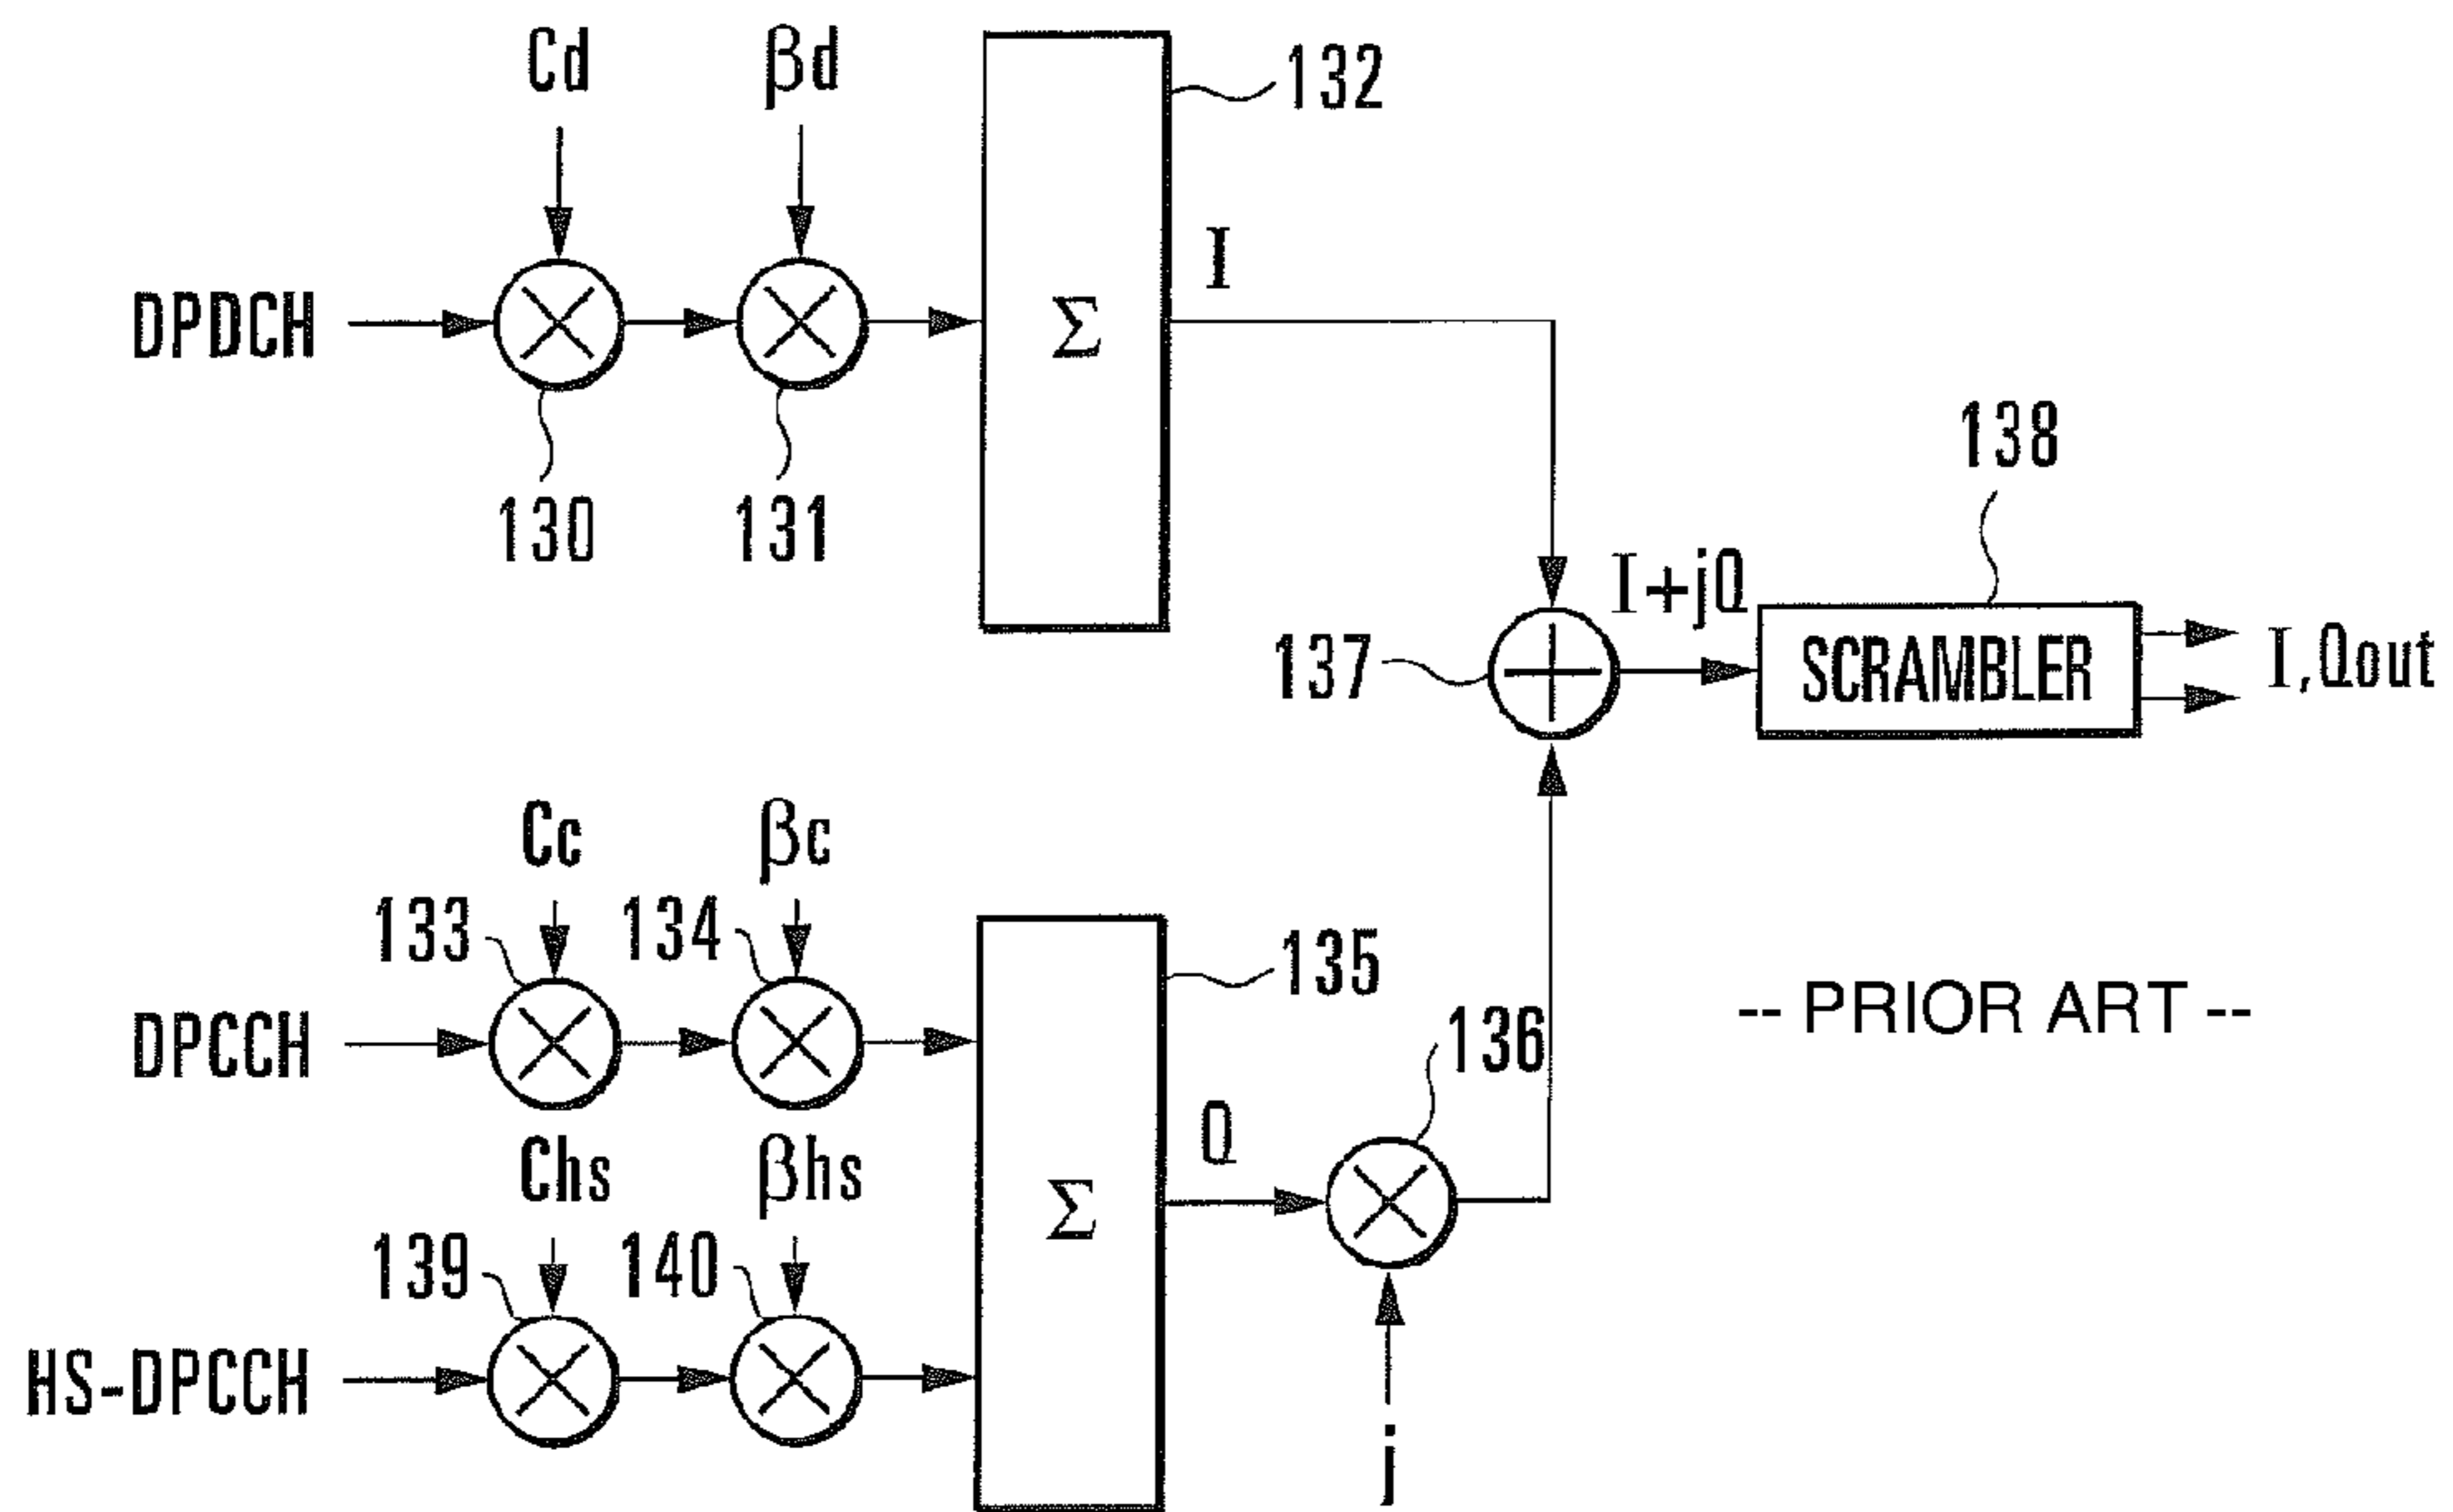 Cd
βd
132
I
DPDCH
Σ
130
131
138
I+jQ
137
SCRAMBLER
I,Qout
Cc
βc
133
134
135
-- PRIOR ART --
DPCCH
136
Q
Chs
βhs
Σ
139
140
HS-DPCCH
j